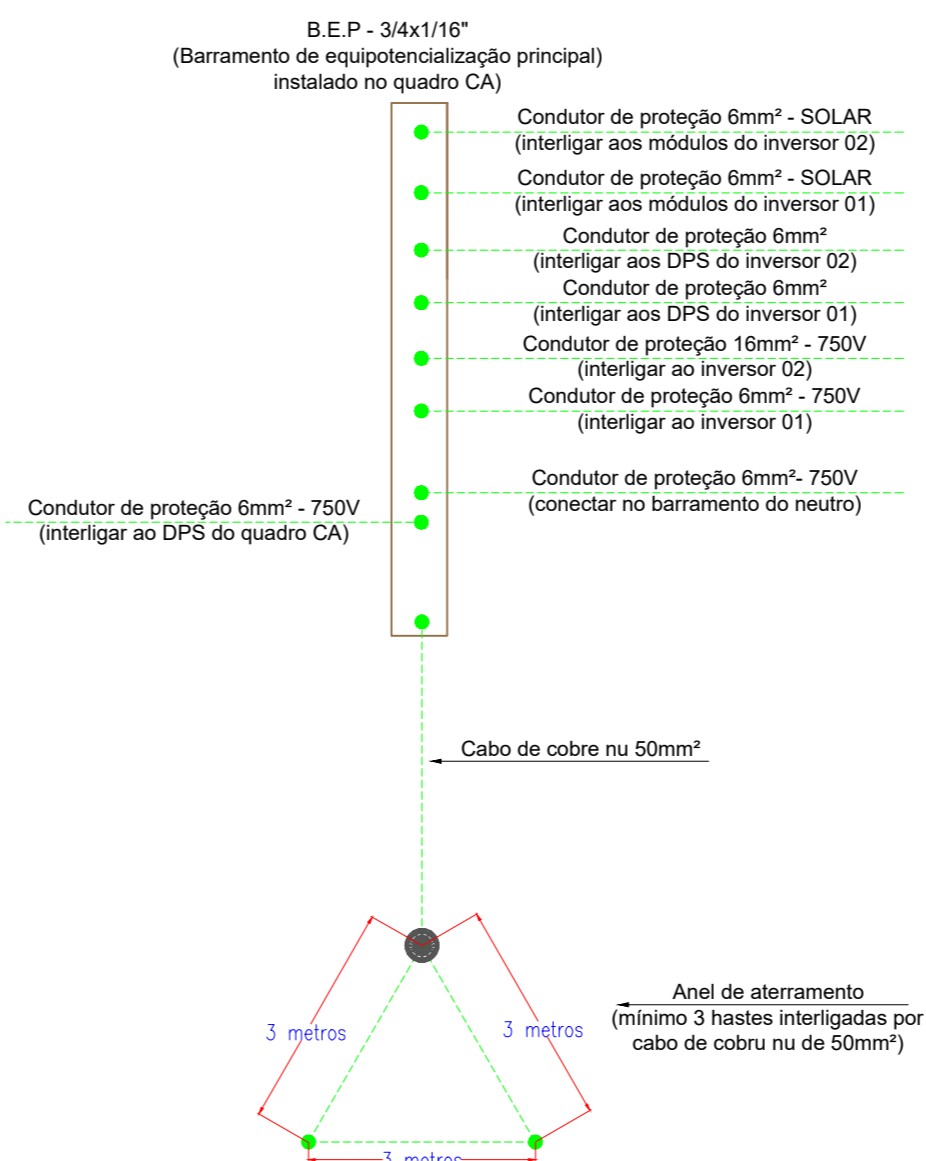 B.E.P - 3/4x1/16"
(Barramento de equipotencialização principal)
instalado no quadro CA)
Condutor de proteção 6mm² - SOLAR
(interligar aos módulos do inversor 02)
Condutor de proteção 6mm² - SOLAR
(interligar aos módulos do inversor 01)
Condutor de proteção 6mm²
(interligar aos DPS do inversor 02)
Condutor de proteção 6mm²
(interligar aos DPS do inversor 01)
Condutor de proteção 16mm² - 750V
(interligar ao inversor 02)
Condutor de proteção 6mm² - 750V
(interligar ao inversor 01)
Condutor de proteção 6mm²- 750V
(conectar no barramento do neutro)
Condutor de proteção 6mm² - 750V
(interligar ao DPS do quadro CA)
Cabo de cobre nu 50mm²
Anel de aterramento
(mínimo 3 hastes interligadas por
cabo de cobru nu de 50mm²)
3 metros
3 metros
3 metros